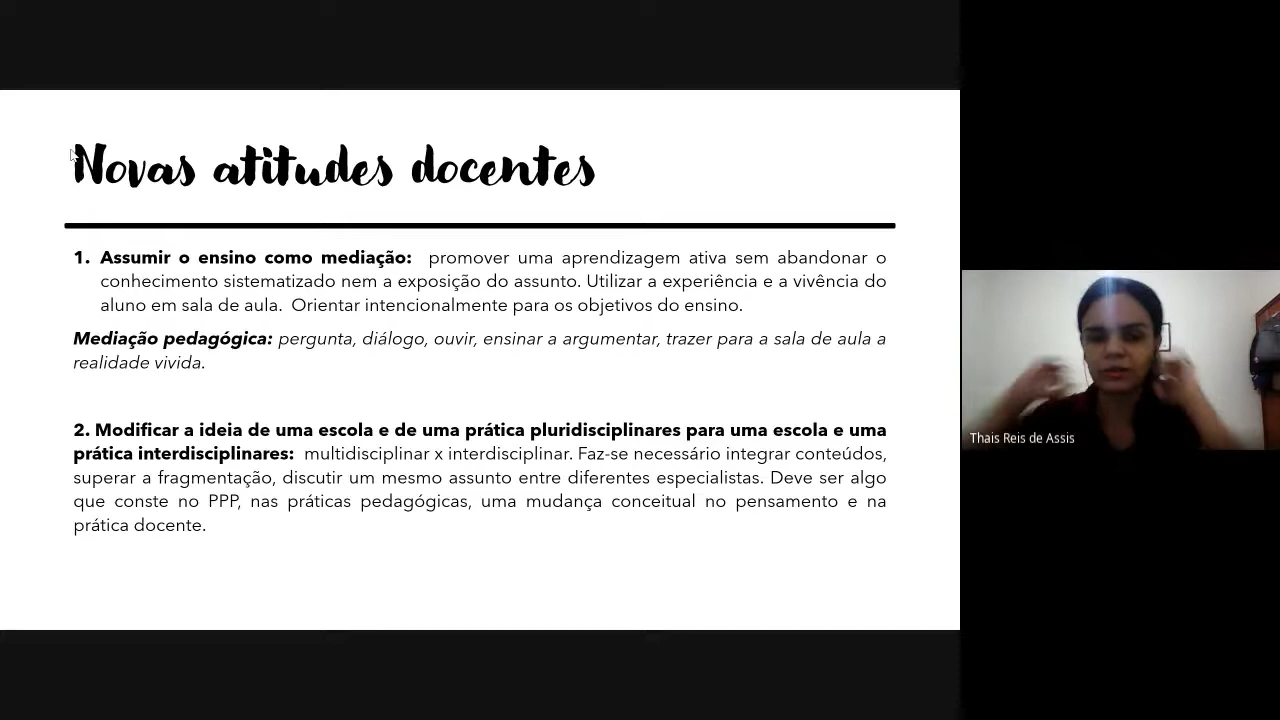 Novas atitudes docentes
1. Assumir o ensino como mediação: promover uma aprendizagem ativa sem abandonar o
conhecimento sistematizado nem a exposição do assunto. Utilizar a experiência e a vivência do
aluno em sala de aula. Orientar intencionalmente para os objetivos do ensino.
Mediação pedagógica: pergunta, diálogo, ouvir, ensinar a argumentar, trazer para a sala de aula a
realidade vivida.
2. Modificar a ideia de uma escola e de uma prática pluridisciplinares para uma escola e uma
prática interdisciplinares: multidisciplinar x interdisciplinar. Faz-se necessário integrar conteúdos,
superar a fragmentação, discutir um mesmo assunto entre diferentes especialistas. Deve ser algo
que conste no PPP, nas práticas pedagógicas, uma mudança conceitual no pensamento e na
prática docente.
Thais Reis de Assis